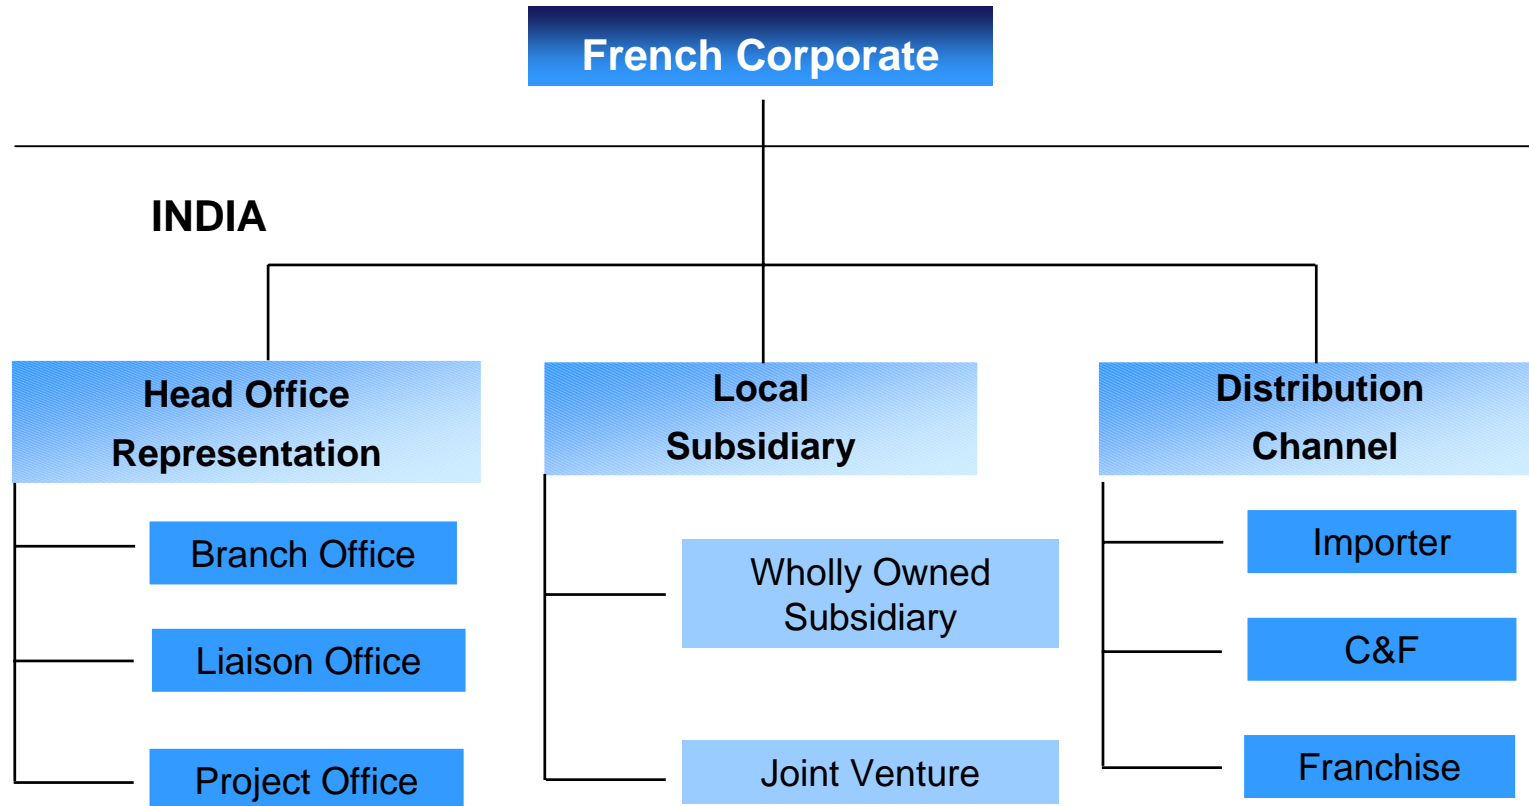 French Corporate
INDIA
Head Office
Representation
Branch Office
Liaison Office
Project Office
Local
Subsidiary
Wholly Owned
Subsidiary
Joint Venture
Distribution
Channel
Importer
C&F
Franchise